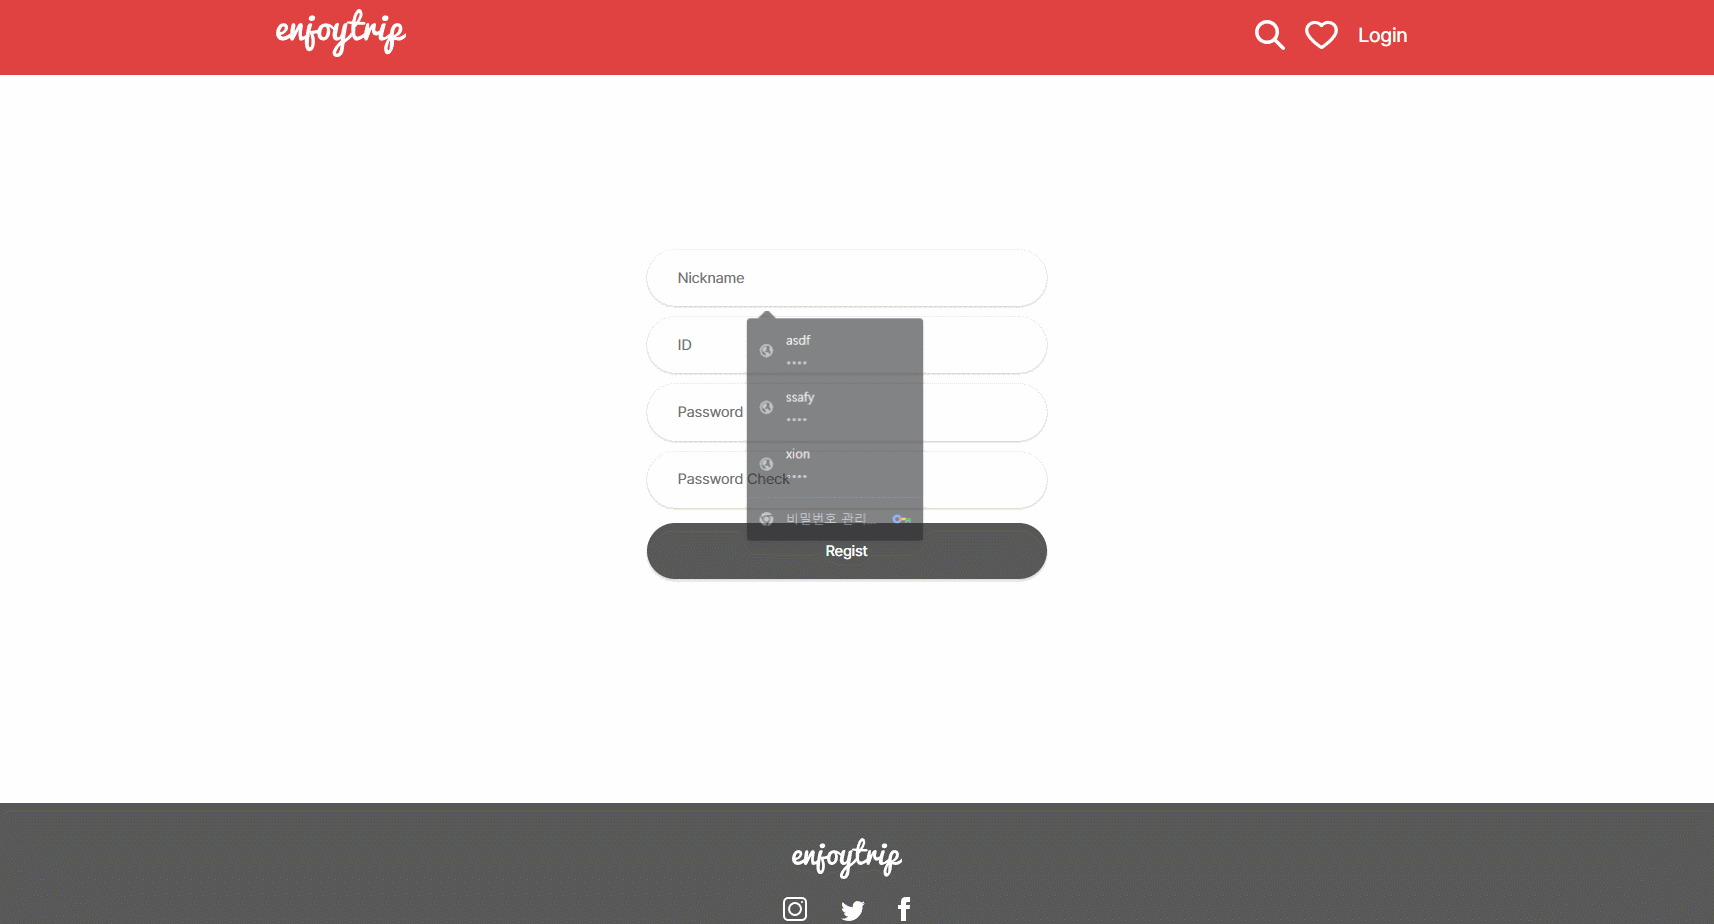 enjoytrip
Login
Nickname
ID
Password
Password Check
asdf
••••
ssafy
••••
xion
••••
비밀번호 관리...
Regist
enjoytrip